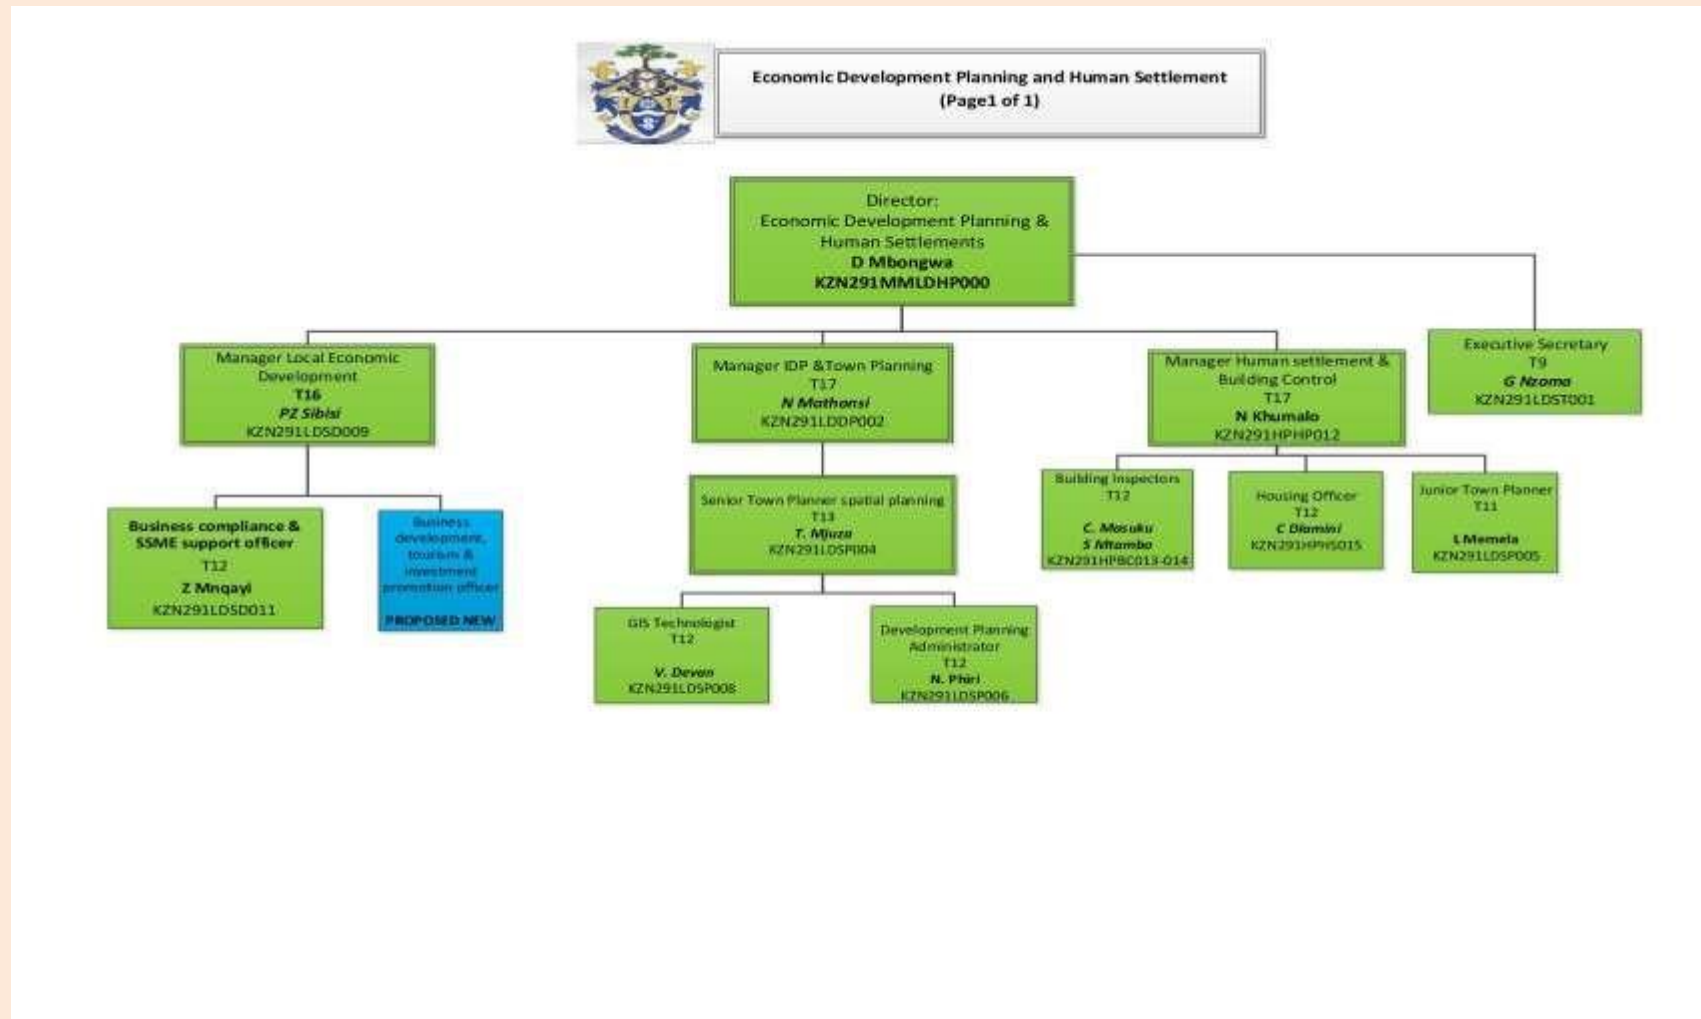 Economic Development Planning and Human Settlement
(Page1 of 1)
Director:
Economic Development Planning &
Human Settlements
D Mbongwa
KZN291MMLDHP000
Executive Secretary
T9
G Nzoma
KZN291LDST001
Manager Local Economic
Development
T16
PZ Sibisi
KZN291LDSD009
Manager IDP &Town Planning
T17
N Mathonsi
KZN291LDDP002
Manager Human settlement &
Building Control
T17
N Khumalo
KZN291HPHP012
Business compliance &
SSME support officer
T12
Z Mnqayi
KZN291LDSD011
Business
development,
tourism &
investment
promotion officer
PROPOSED NEW
Senior Town Planner spatial planning
T13
T. Mjuza
KZN291LDSP004
GIS Technologist
T12
V. Devan
KZN291LDSP008
Development Planning
Administrator
T12
N. Phiri
KZN291LDSP006
Building Inspectors
T12
C. Masuku
S Mtambo
KZN291HPBC013-014
Housing Officer
T12
C Dlamini
KZN291HPHS015
Junior Town Planner
T11
L Memela
KZN291LDSP005